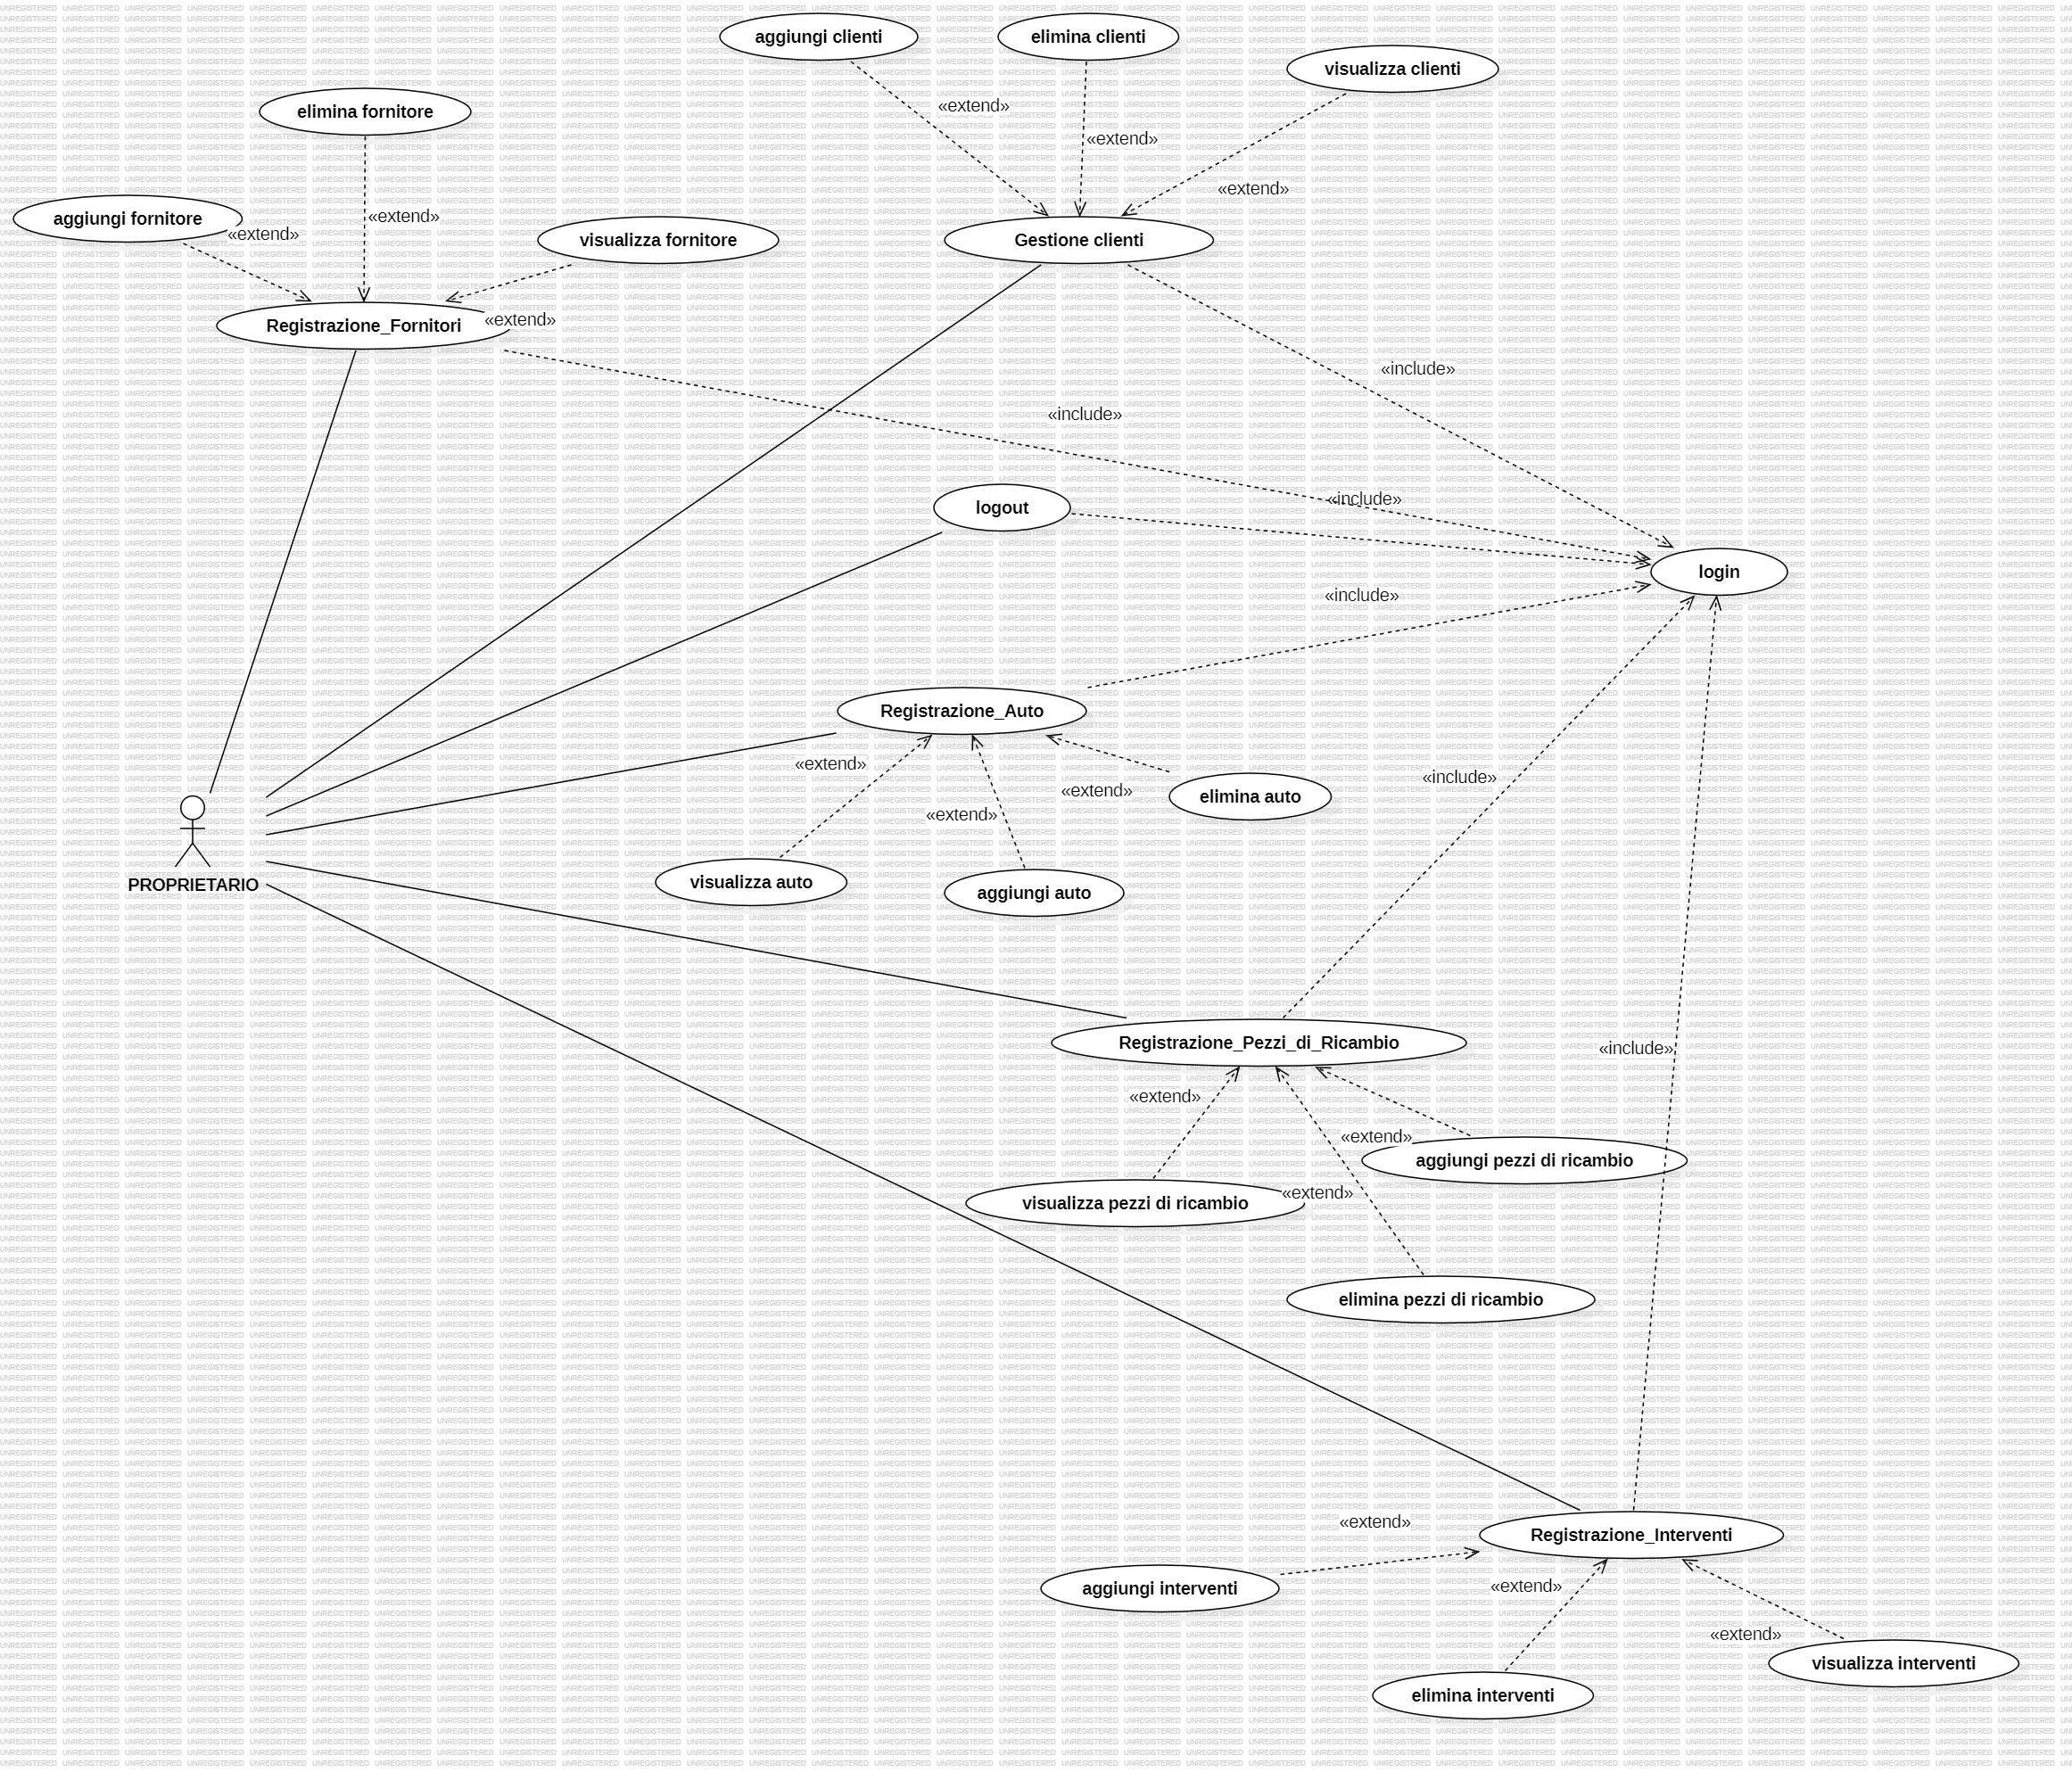 aggiungi clienti
elimina clienti
visualizza clienti
«extend»
elimina fornitore
«extend»
«extend»
aggiungi fornitore
«extend»
«extend»
visualizza fornitore
Gestione clienti
«extend»
Registrazione_Fornitori
«include»
«include»
«include»
logout
login
«include»
Registrazione_Auto
«extend»
«extend»
elimina auto
«extend»
«include»
visualizza auto
aggiungi auto
PROPRIETARIO
Registrazione_Pezzi_di_Ricambio
«include»
«extend»
«extend»
aggiungi pezzi di ricambio
visualizza pezzi di ricambio
«extend»
elimina pezzi di ricambio
«extend»
Registrazione_Interventi
aggiungi interventi
«extend»
«extend»
visualizza interventi
elimina interventi
UNREGISTERED